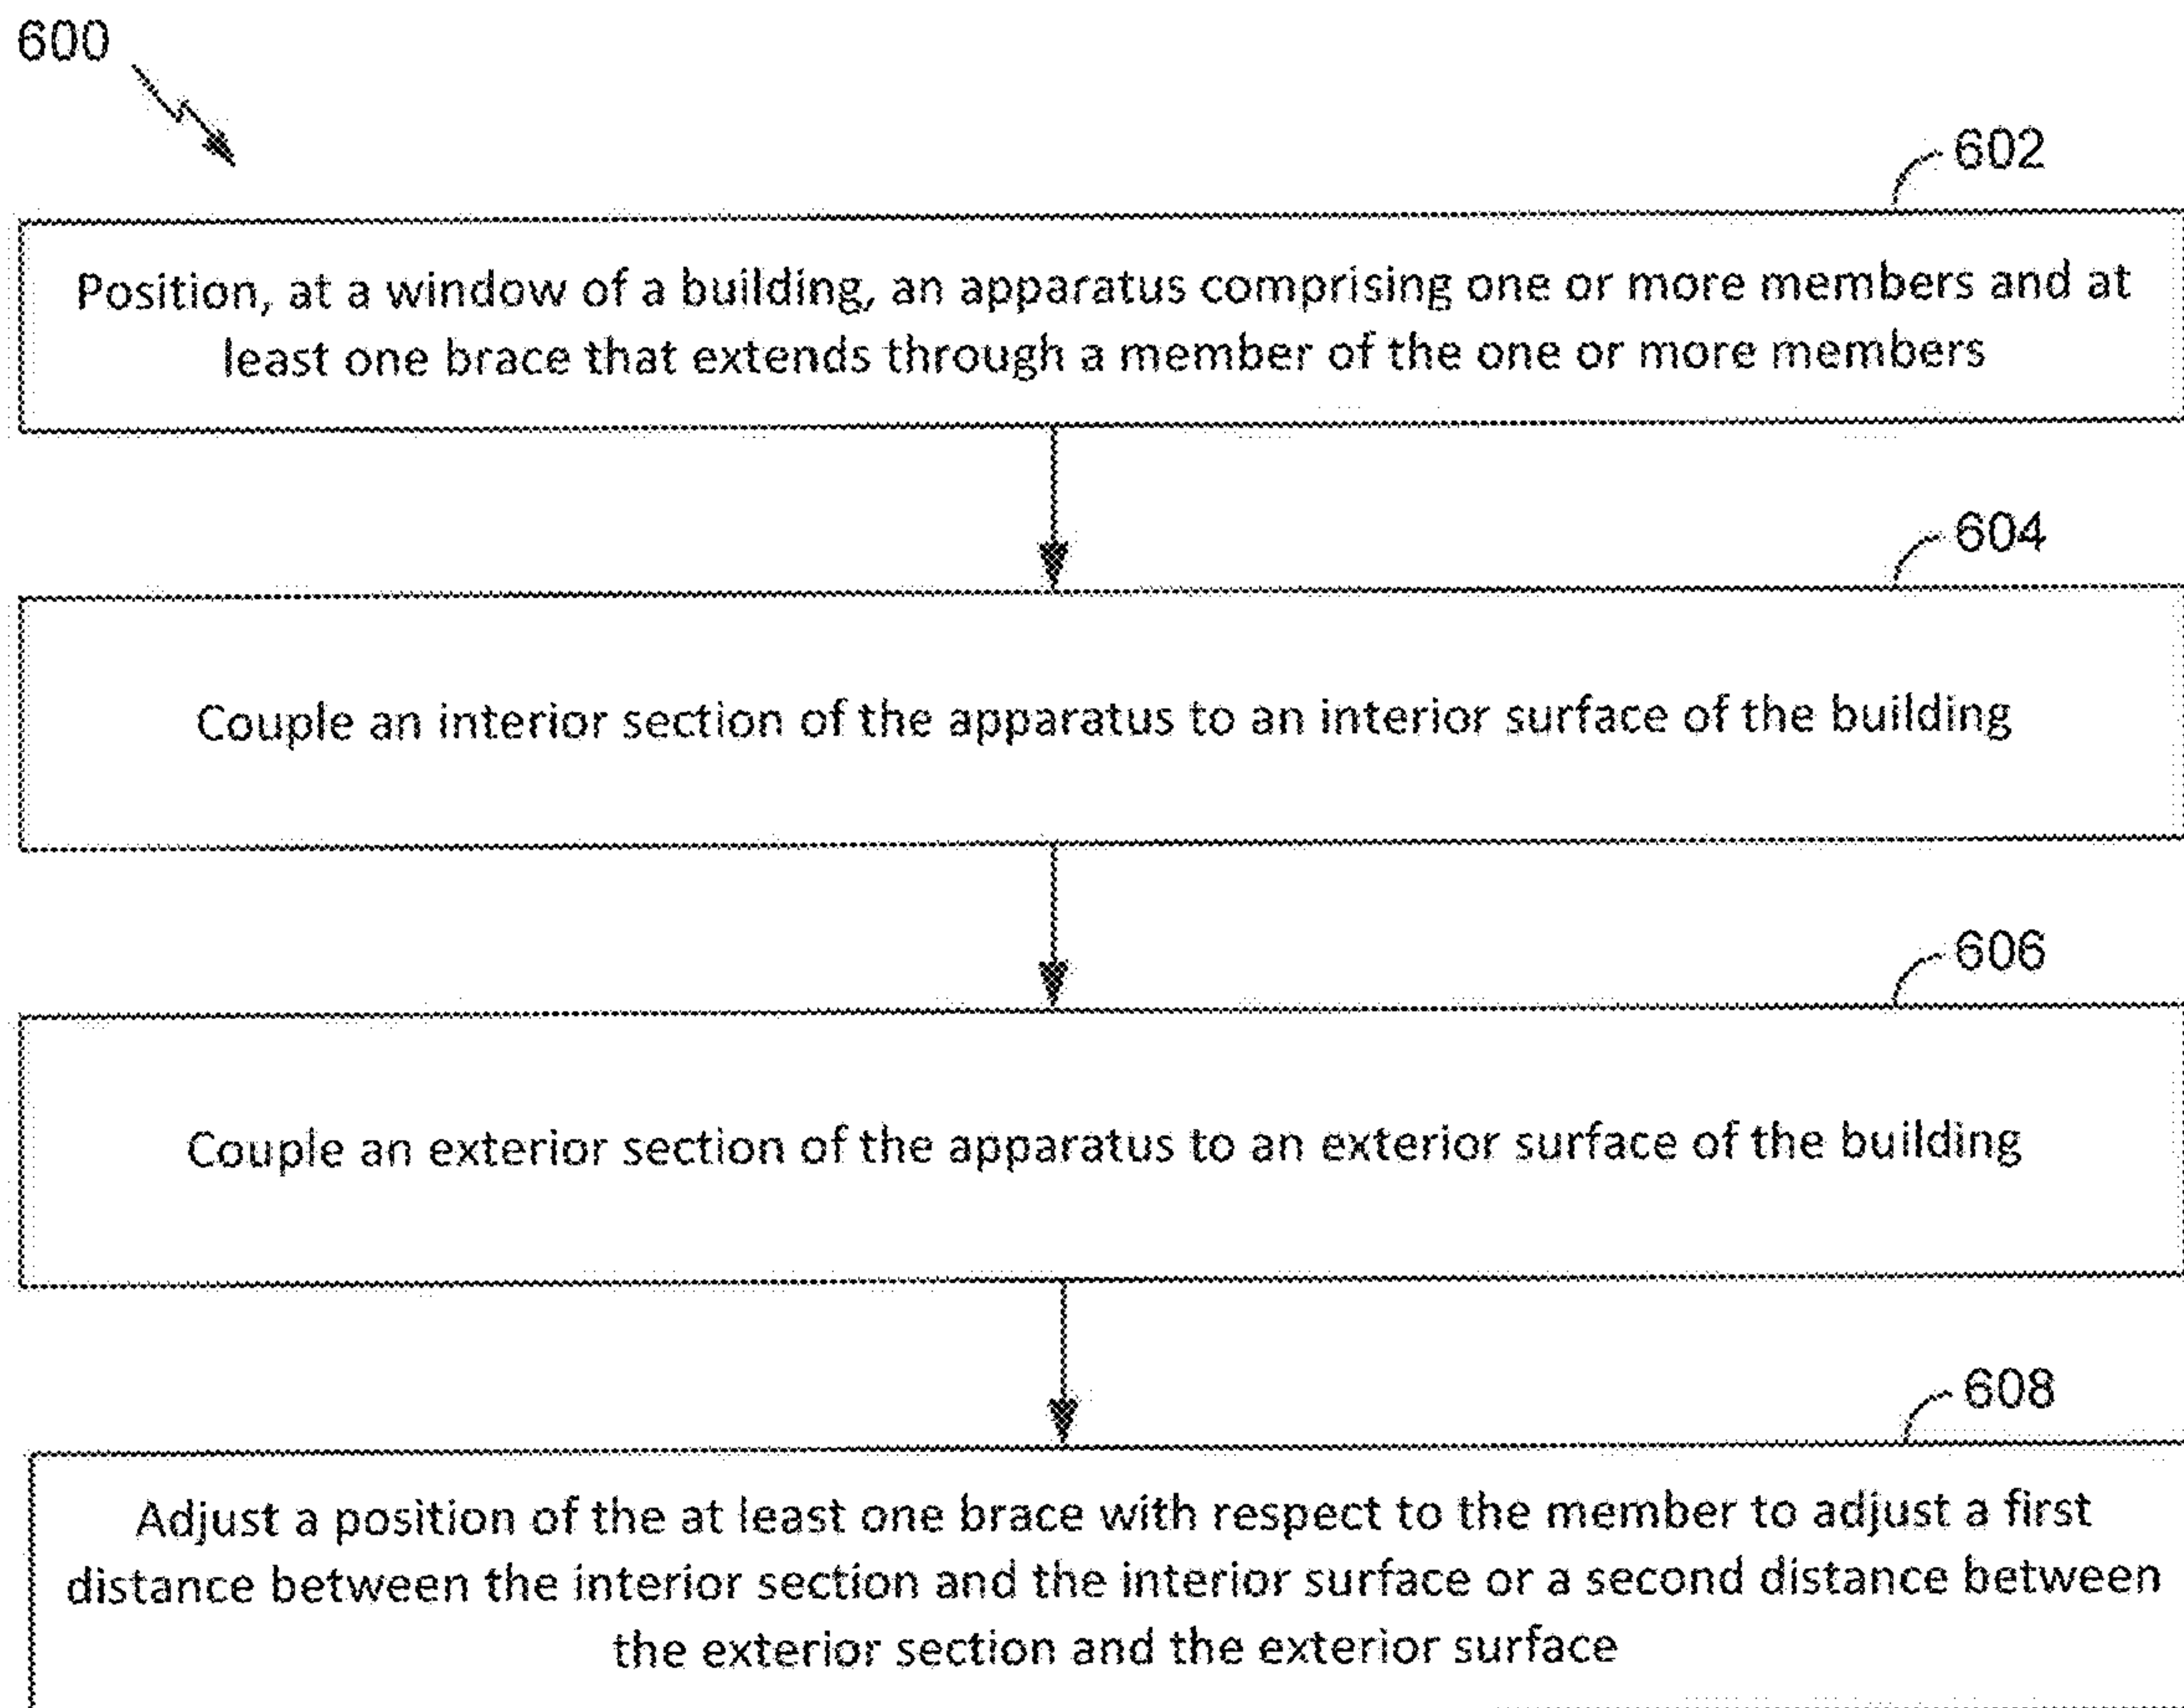 600
602
Position, at a window of a building, an apparatus comprising one or more members and at
least one brace that extends through a member of the one or more members
604
Couple an interior section of the apparatus to an interior surface of the building
606
Couple an exterior section of the apparatus to an exterior surface of the building
608
Adjust a position of the at least one brace with respect to the member to adjust a first
distance between the interior section and the interior surface or a second distance between
the exterior section and the exterior surface